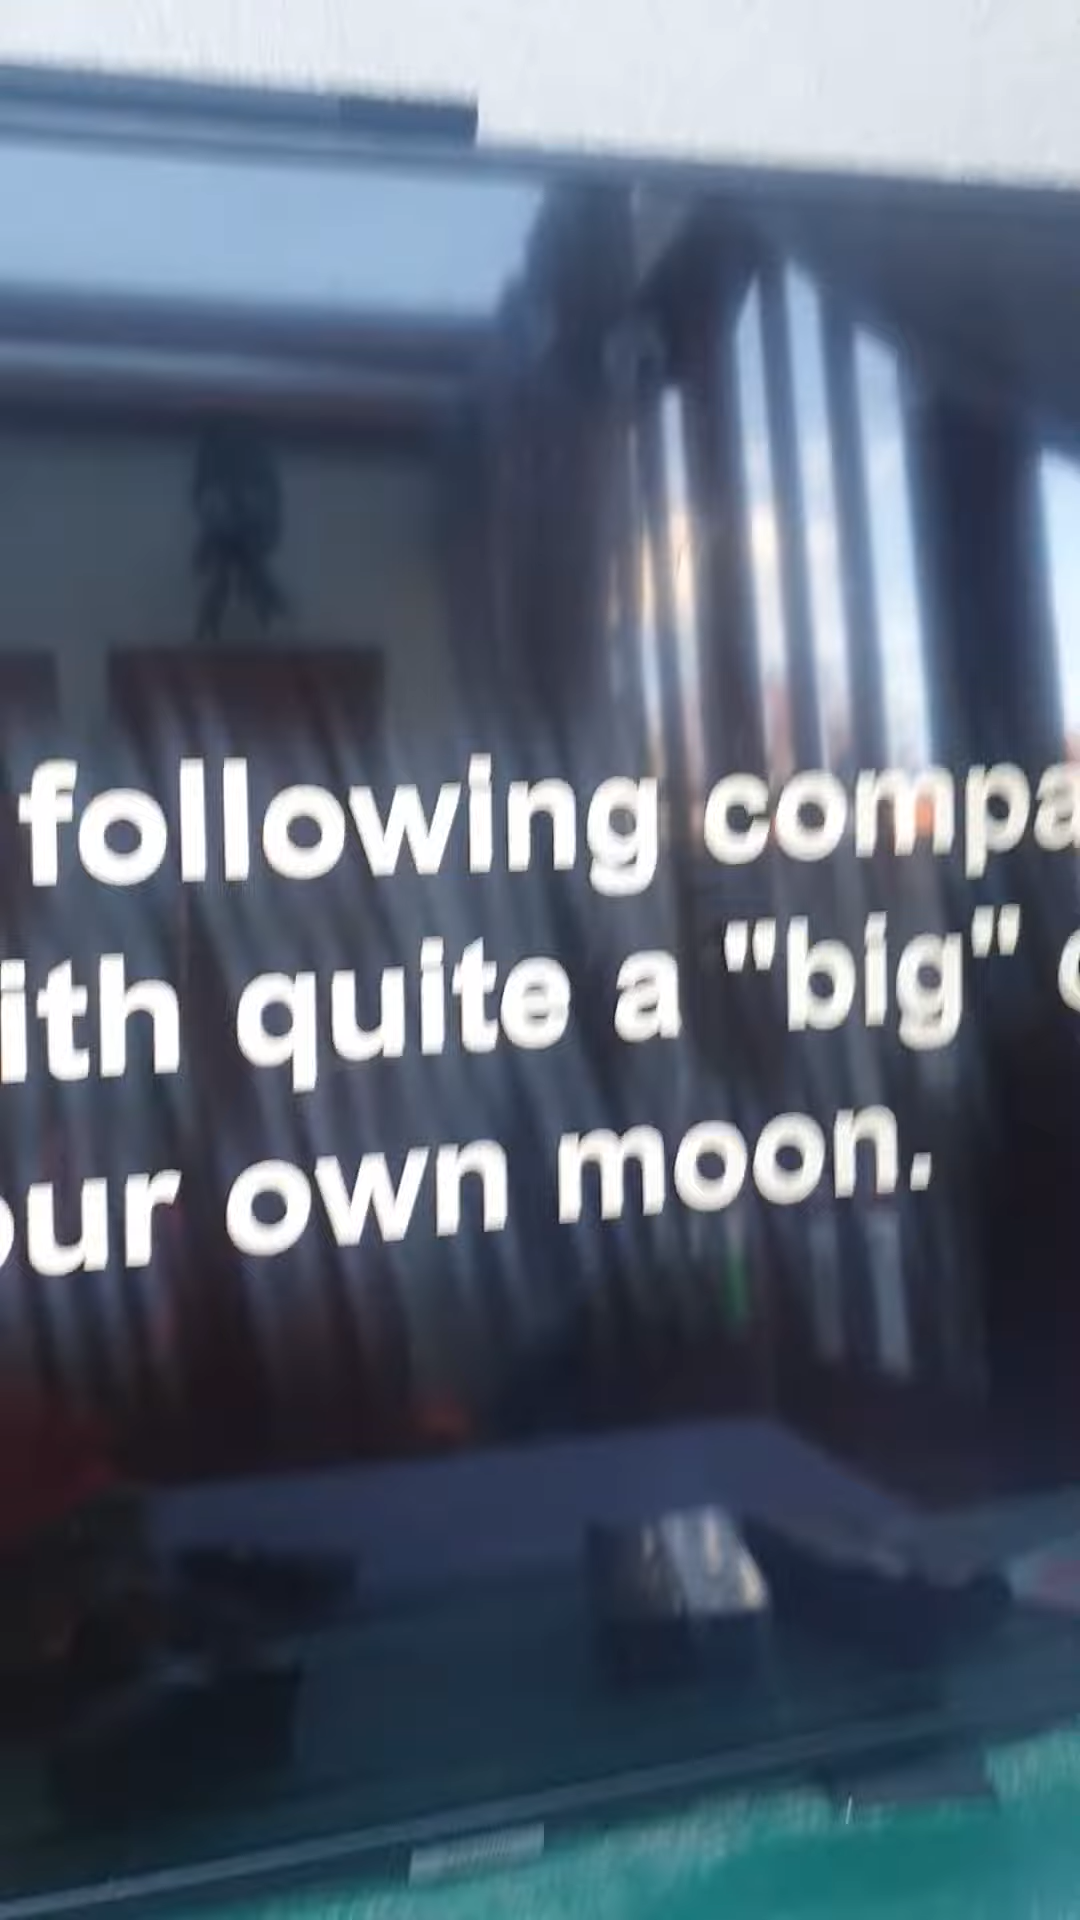 following compa
ith quite a "big"
our own moon.